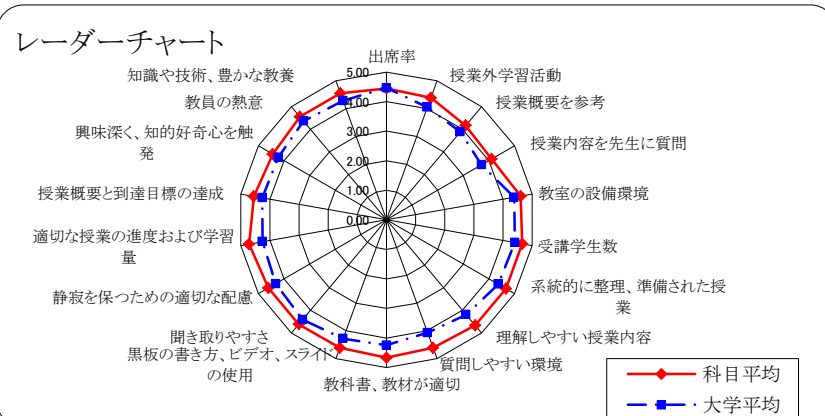 レーダーチャート
出席率
授業外学習活動
授業概要を参考
授業内容を先生に質問
教室の設備環境
受講学生数
系統的に整理、準備された授
業
理解しやすい授業内容
質問しやすい環境
教科書、教材が適切
黒板の書き方、ビデオ、スライド
の使用
聞き取りやすさ
静寂を保つための適切な配慮
適切な授業の進度および学習
量
授業概要と到達目標の達成
興味深く、知的好奇心を触
発
教員の熱意
知識や技術、豊かな教養
5.00
4.00
3.00
2.00
1.00
0.00
科目平均
大学平均